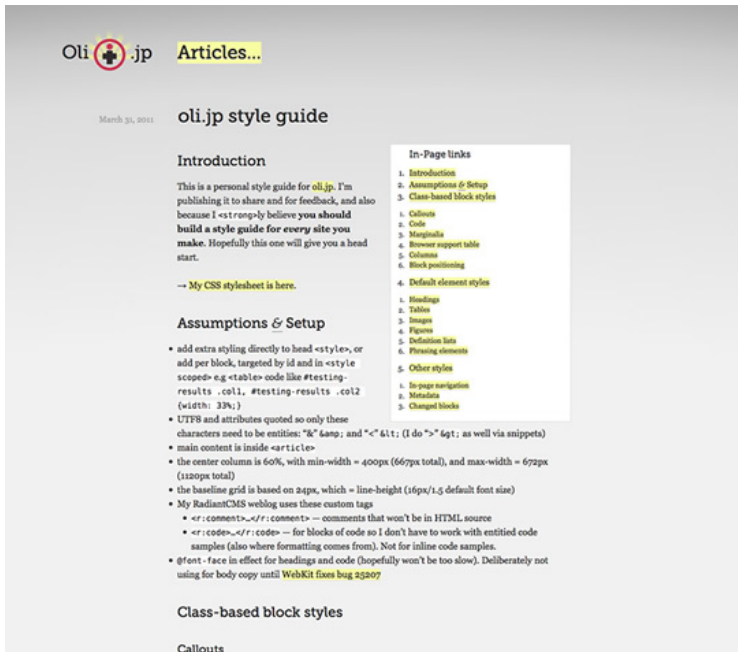 Oli .jp
Articles...
March 31, 2011
oli.jp style guide
Introduction
This is a personal style guide for oli.jp. I'm
publishing it to share and for feedback, and also
because I <strong>ly believe you should
build a style guide for every site you
make. Hopefully this one will give you a head
start.
→ My CSS stylesheet is here.
In-Page links
1. Introduction
2. Assumptions & Setup
3. Class-based block styles
1. Callouts
2. Code
3. Marginalia
4. Browser support table
5. Columns
6. Block positioning
4. Default element styles
1. Headings
2. Tables
3. Images
4. Figures
5. Definition lists
6. Phrasing elements
5. Other styles
1. In-page navigation
2. Metadata
3. Changed blocks
Assumptions & Setup
• add extra styling directly to head <style>, or
add per block, targeted by id and in <style
scoped> e.g <table> code like #testing-
results .col1, #testing-results .col2
{width: 33%;}
• UTF8 and attributes quoted so only these
characters need to be entities: “&” &amp; and “<” &lt; (I do “>” &gt; as well via snippets)
• main content is inside <article>
• the center column is 60%, with min-width = 400px (667px total), and max-width = 672px
(1120px total)
• the baseline grid is based on 24px, which = line-height (16px/1.5 default font size)
• My RadiantCMS weblog uses these custom tags
• <r:comment>…</r:comment> — comments that won't be in HTML source
• <r:code>…</r:code> — for blocks of code so I don't have to work with entitied code
samples (also where formatting comes from). Not for inline code samples.
• @font-face in effect for headings and code (hopefully won't be too slow). Deliberately not
using for body copy until WebKit fixes bug 25207
Class-based block styles
Callouts